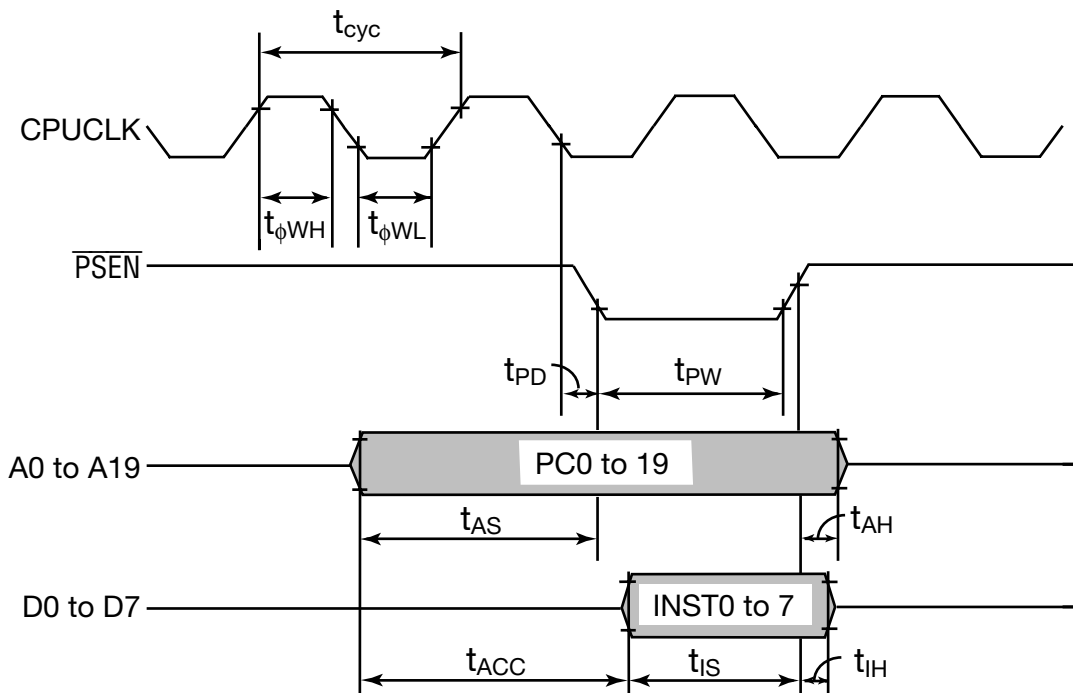 tcyc
CPUCLK
tϕWH tϕWL
PSEN
tPD tPW
A0 to A19 PC0 to 19
tAS tAH
D0 to D7 INST0 to 7
tACC tIS tIH